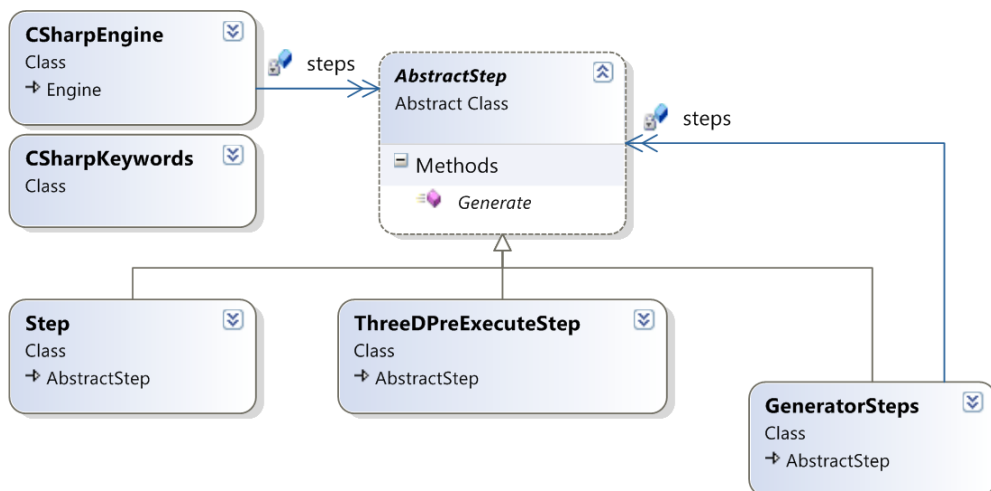 CSharpEngine
Class
Engine
steps
AbstractStep
Abstract Class
steps
Methods
Generate
CSharpKeywords
Class
Step
Class
AbstractStep
ThreeDPreExecuteStep
Class
AbstractStep
GeneratorSteps
Class
AbstractStep